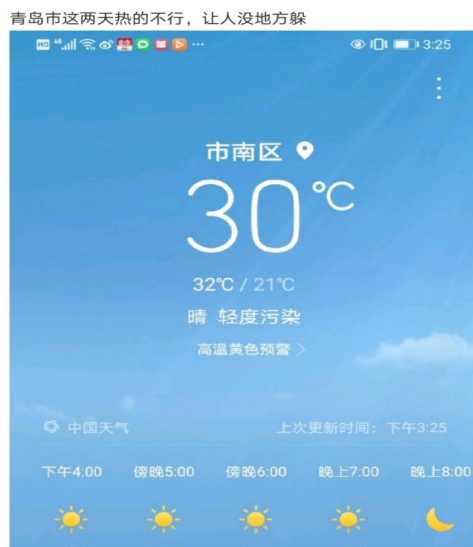 青岛市这两天热的不行，让人没地方躲
HD 4G 3:25
市南区
30℃
32℃ / 21℃
晴 轻度污染
高温黄色预警
中国天气 上次更新时间：下午3:25
下午4:00 傍晚5:00 傍晚6:00 晚上7:00 晚上8:00